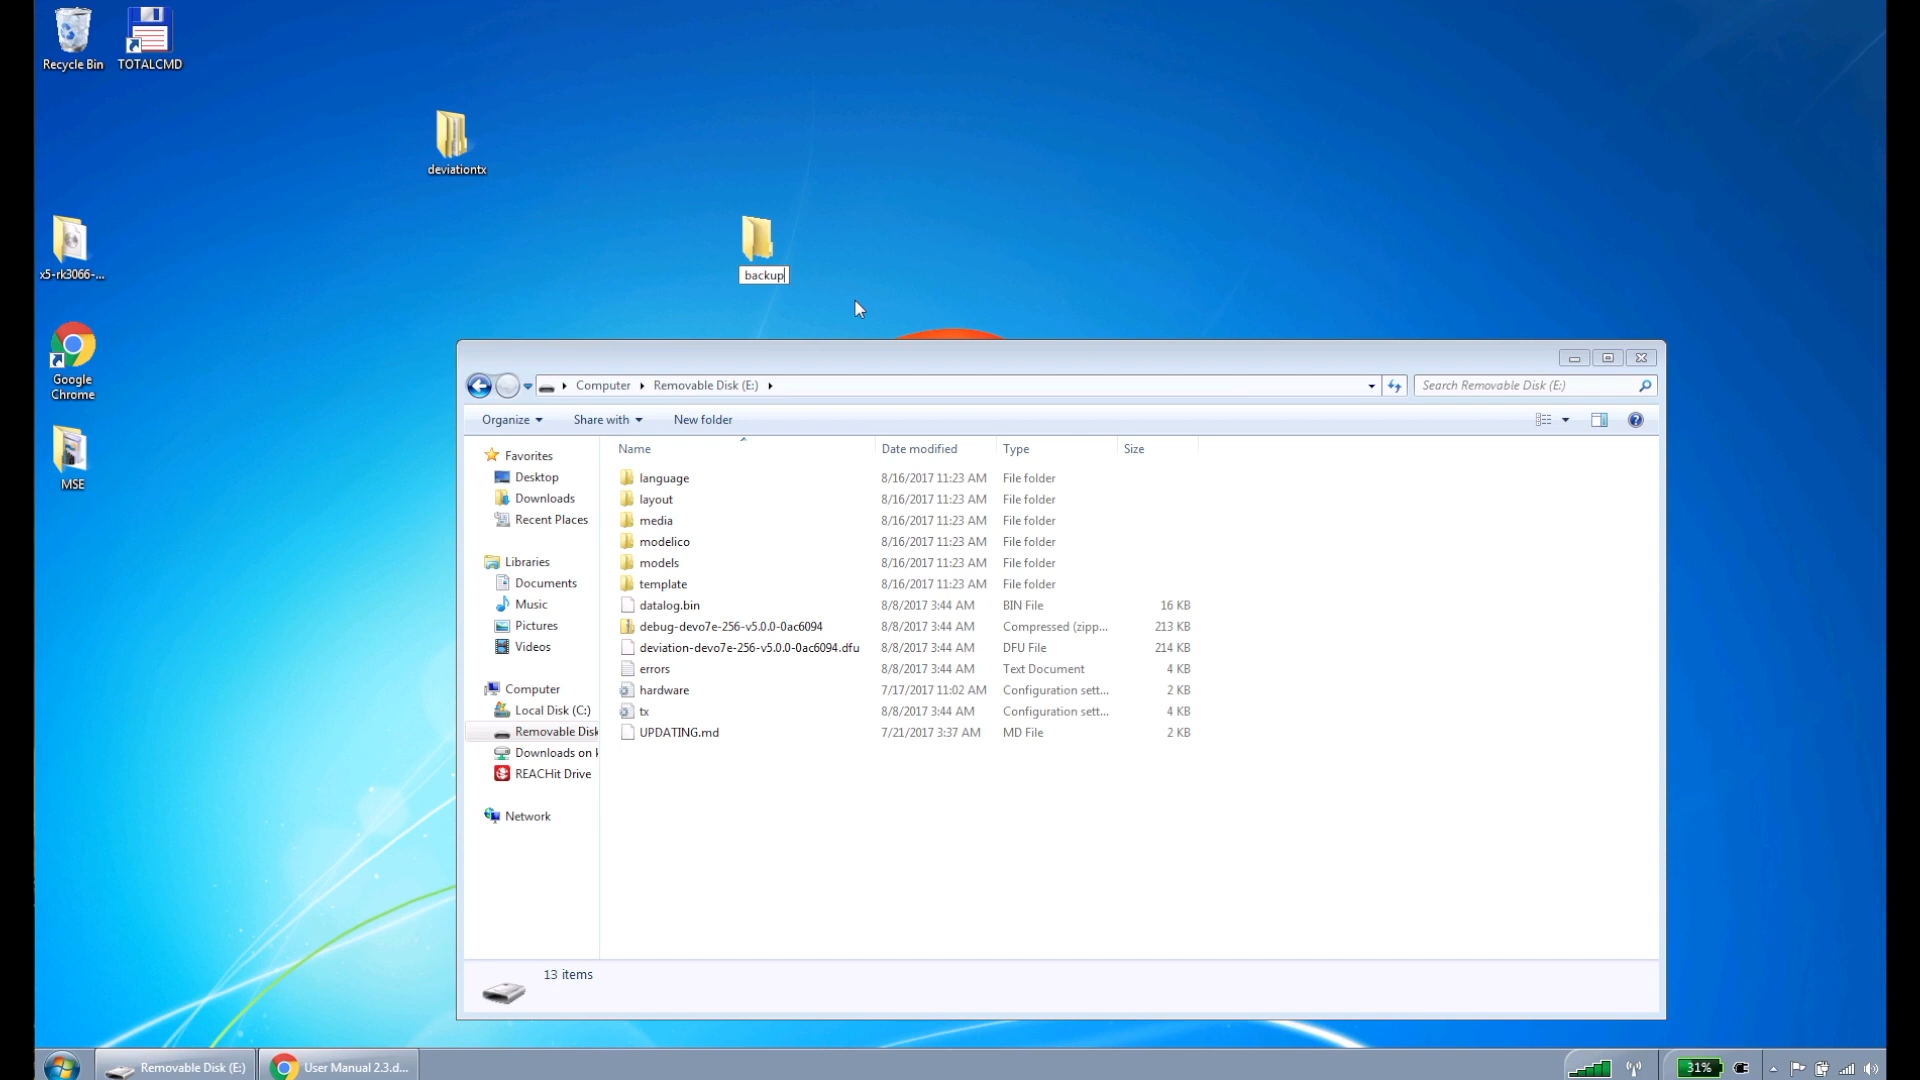 Recycle Bin
TOTALCMD
deviationtx
backup
x5-rk3066-...
Google
Chrome
MSE
Computer
Removable Disk (E:)
Search Removable Disk (E:)
Organize
Share with
New folder
Name
Date modified
Type
Size
Favorites
Desktop
Downloads
Recent Places
Libraries
Documents
Music
Pictures
Videos
Computer
Local Disk (C:)
Removable Disk
Downloads on
REACHit Drive
Network
language 8/16/2017 11:23 AM File folder
layout 8/16/2017 11:23 AM File folder
media 8/16/2017 11:23 AM File folder
modelico 8/16/2017 11:23 AM File folder
models 8/16/2017 11:23 AM File folder
template 8/16/2017 11:23 AM File folder
datalog.bin 8/8/2017 3:44 AM BIN File 16 KB
debug-devo7e-256-v5.0.0-0ac6094 8/8/2017 3:44 AM Compressed (zipp... 213 KB
deviation-devo7e-256-v5.0.0-0ac6094.dfu 8/8/2017 3:44 AM DFU File 214 KB
errors 8/8/2017 3:44 AM Text Document 4 KB
hardware 7/17/2017 11:02 AM Configuration sett... 2 KB
tx 8/8/2017 3:44 AM Configuration sett... 4 KB
UPDATING.md 7/21/2017 3:37 AM MD File 2 KB
13 items
Removable Disk (E:)
User Manual 2.3.d...
31%